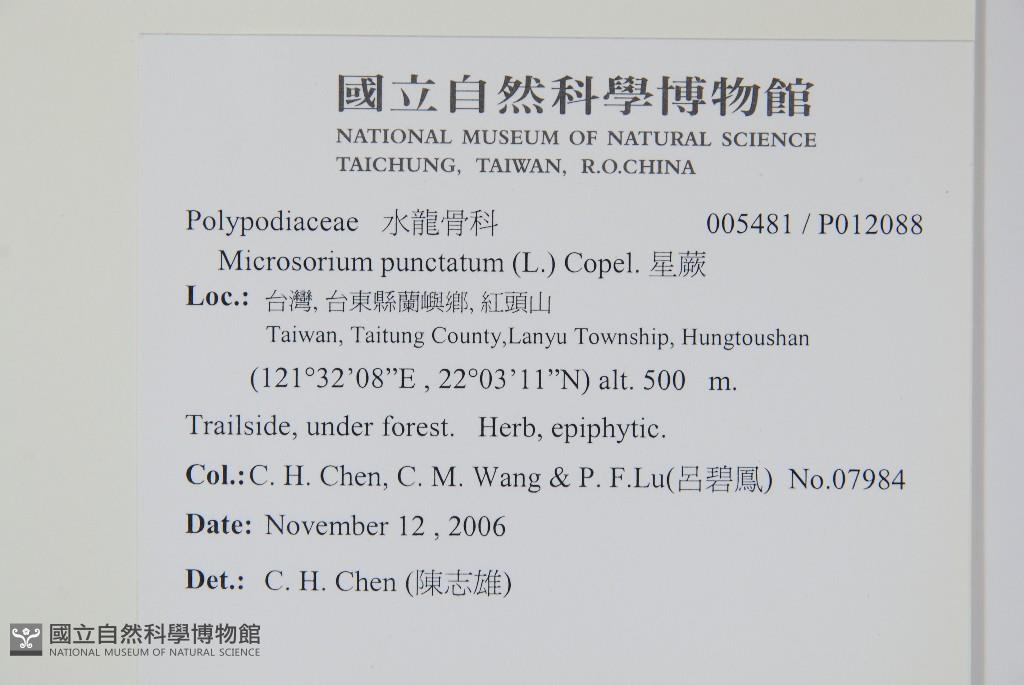 國立自然科學博物館
NATIONAL MUSEUM OF NATURAL SCIENCE
TAICHUNG, TAIWAN, R.O.CHINA
Polypodiaceae 水龍骨科 005481 / P012088
Microsorium punctatum (L.) Copel. 星蕨
Loc.: 台灣, 台東縣蘭嶼鄉, 紅頭山
Taiwan, Taitung County,Lanyu Township, Hungtoushan
(121°32’08”E , 22°03’11”N) alt. 500 m.
Trailside, under forest. Herb, epiphytic.
Col.: C. H. Chen, C. M. Wang & P. F.Lu(呂碧鳳) No.07984
Date: November 12 , 2006
Det.: C. H. Chen (陳志雄)
國立自然科學博物館
NATIONAL MUSEUM OF NATURAL SCIENCE